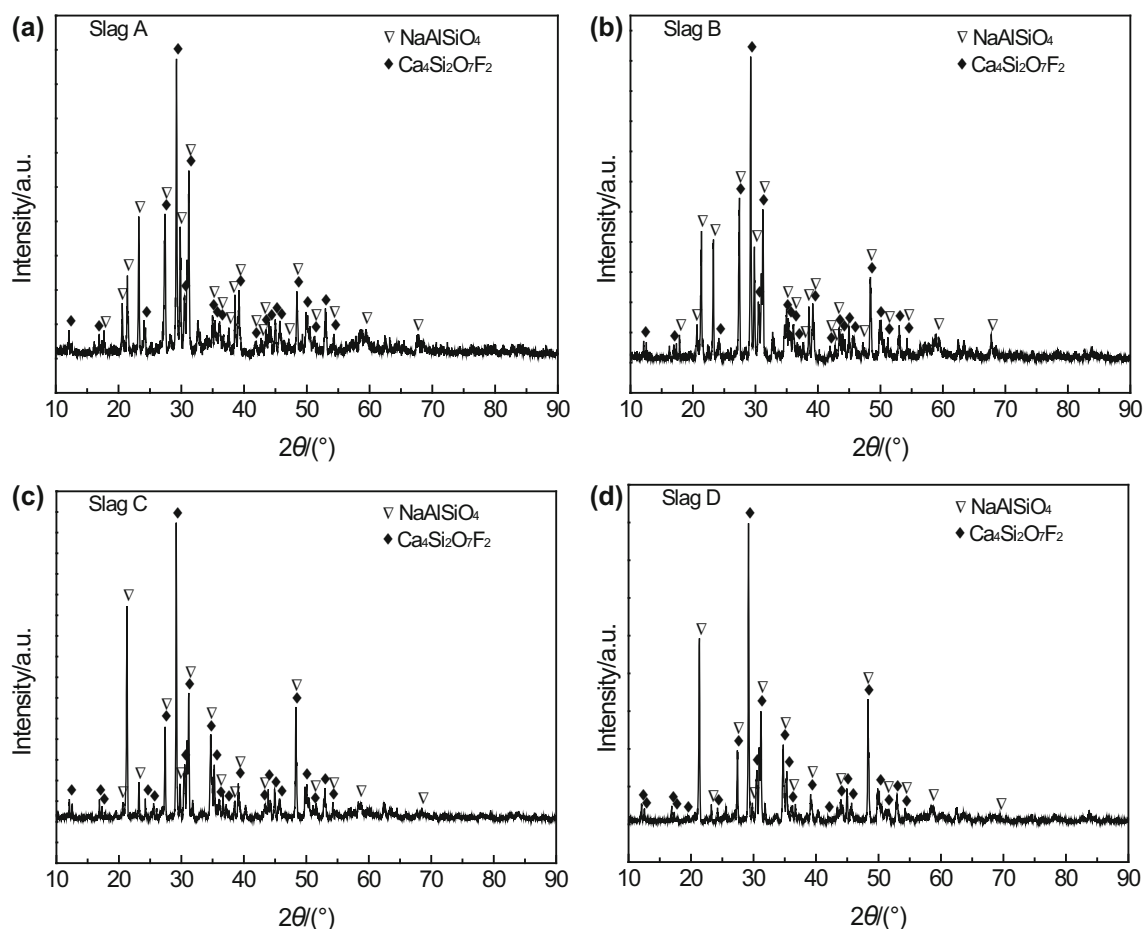 (a)
Slag A
▽ NaAlSiO₄
♦ Ca₄Si₂O₇F₂
Intensity/a.u.
10 20 30 40 50 60 70 80 90
2θ/(°)
(b)
Slag B
▽ NaAlSiO₄
♦ Ca₄Si₂O₇F₂
Intensity/a.u.
10 20 30 40 50 60 70 80 90
2θ/(°)
(c)
Slag C
▽ NaAlSiO₄
♦ Ca₄Si₂O₇F₂
Intensity/a.u.
10 20 30 40 50 60 70 80 90
2θ/(°)
(d)
Slag D
▽ NaAlSiO₄
♦ Ca₄Si₂O₇F₂
Intensity/a.u.
10 20 30 40 50 60 70 80 90
2θ/(°)